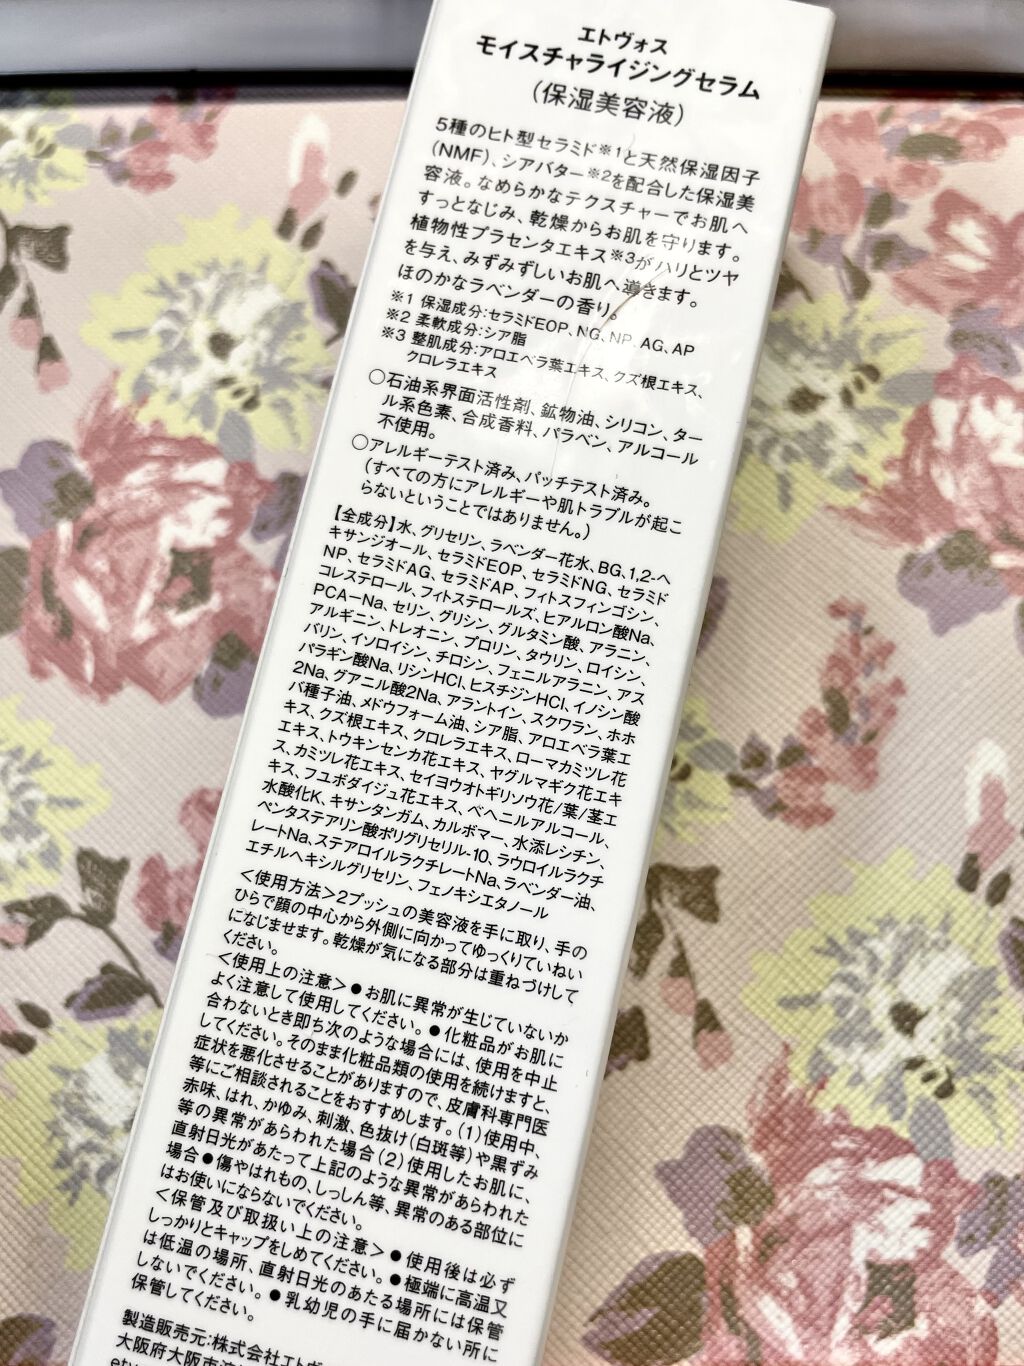 エトヴォス
モイスチャライジングセラム
(保湿美容液)
5種のヒト型セラミド※1と天然保湿因子
(NMF)、シアバター※2を配合した保湿美
容液。なめらかなテクスチャーでお肌へ
すっとなじみ、乾燥からお肌を守ります。
植物性プラセンタエキス※3がハリとツヤ
を与え、みずみずしいお肌へ導きます。
ほのかなラベンダーの香り。
※1 保湿成分:セラミドEOP、NG、NP、AG、AP
※2 柔軟成分:シア脂
※3 整肌成分:アロエベラ葉エキス、クズ根エキス、
クロレラエキス
○石油系界面活性剤、鉱物油、シリコン、ター
ル系色素、合成香料、パラベン、アルコール
不使用。
○アレルギーテスト済み、パッチテスト済み。
(すべての方にアレルギーや肌トラブルが起こ
らないということではありません。)
【全成分】水、グリセリン、ラベンダー花水、BG、1,2-ヘ
キサンジオール、セラミドEOP、セラミドNG、セラミド
NP、セラミドAG、セラミドAP、フィトスフィンゴシン、
コレステロール、フィトステロールズ、ヒアルロン酸Na、
PCA-Na、セリン、グリシン、グルタミン酸、アラニン、
アルギニン、トレオニン、プロリン、タウリン、ロイシン、
バリン、イソロイシン、チロシン、フェニルアラニン、アス
パラギン酸Na、リシンHCl、ヒスチジンHCl、イノシン酸
2Na、グアニル酸2Na、アラントイン、スクワラン、ホホ
バ種子油、メドウフォーム油、シア脂、アロエベラ葉エ
キス、クズ根エキス、クロレラエキス、ローマカミツレ花
エキス、トウキンセンカ花エキス、ヤグルマギク花エキ
ス、カミツレ花エキス、セイヨウオトギリソウ花/葉/茎エ
キス、フユボダイジュ花エキス、ベヘニルアルコール、
水酸化K、キサンタンガム、カルボマー、水添レシチン、
ペンタステアリン酸ポリグリセリル-10、ラウロイルラクチ
レートNa、ステアロイルラクチレートNa、ラベンダー油、
エチルヘキシルグリセリン、フェノキシエタノール
＜使用方法＞2プッシュの美容液を手に取り、手の
ひらで顔の中心から外側に向かってゆっくりていねい
になじませます。乾燥が気になる部分は重ねづけして
ください。
＜使用上の注意＞●お肌に異常が生じていないか
よく注意して使用してください。●化粧品がお肌に
合わないとき即ち次のような場合には、使用を中止
してください。そのまま化粧品類の使用を続けますと、
症状を悪化させることがありますので、皮膚科専門医
等にご相談されることをおすすめします。(1)使用中、
赤味、はれ、かゆみ、刺激、色抜け(白斑等)や黒ずみ
等の異常があらわれた場合(2)使用したお肌に、
直射日光があたって上記のような異常があらわれた
場合●傷やはれもの、しっしん等、異常のある部位に
はお使いにならないでください。
＜保管及び取扱い上の注意＞●使用後は必ず
しっかりとキャップをしめてください。●極端に高温又
は低温の場所、直射日光のあたる場所には保管
しないでください。●乳幼児の手に届かない所に
保管してください。
製造販売元:株式会社エトヴ
大阪府大阪市